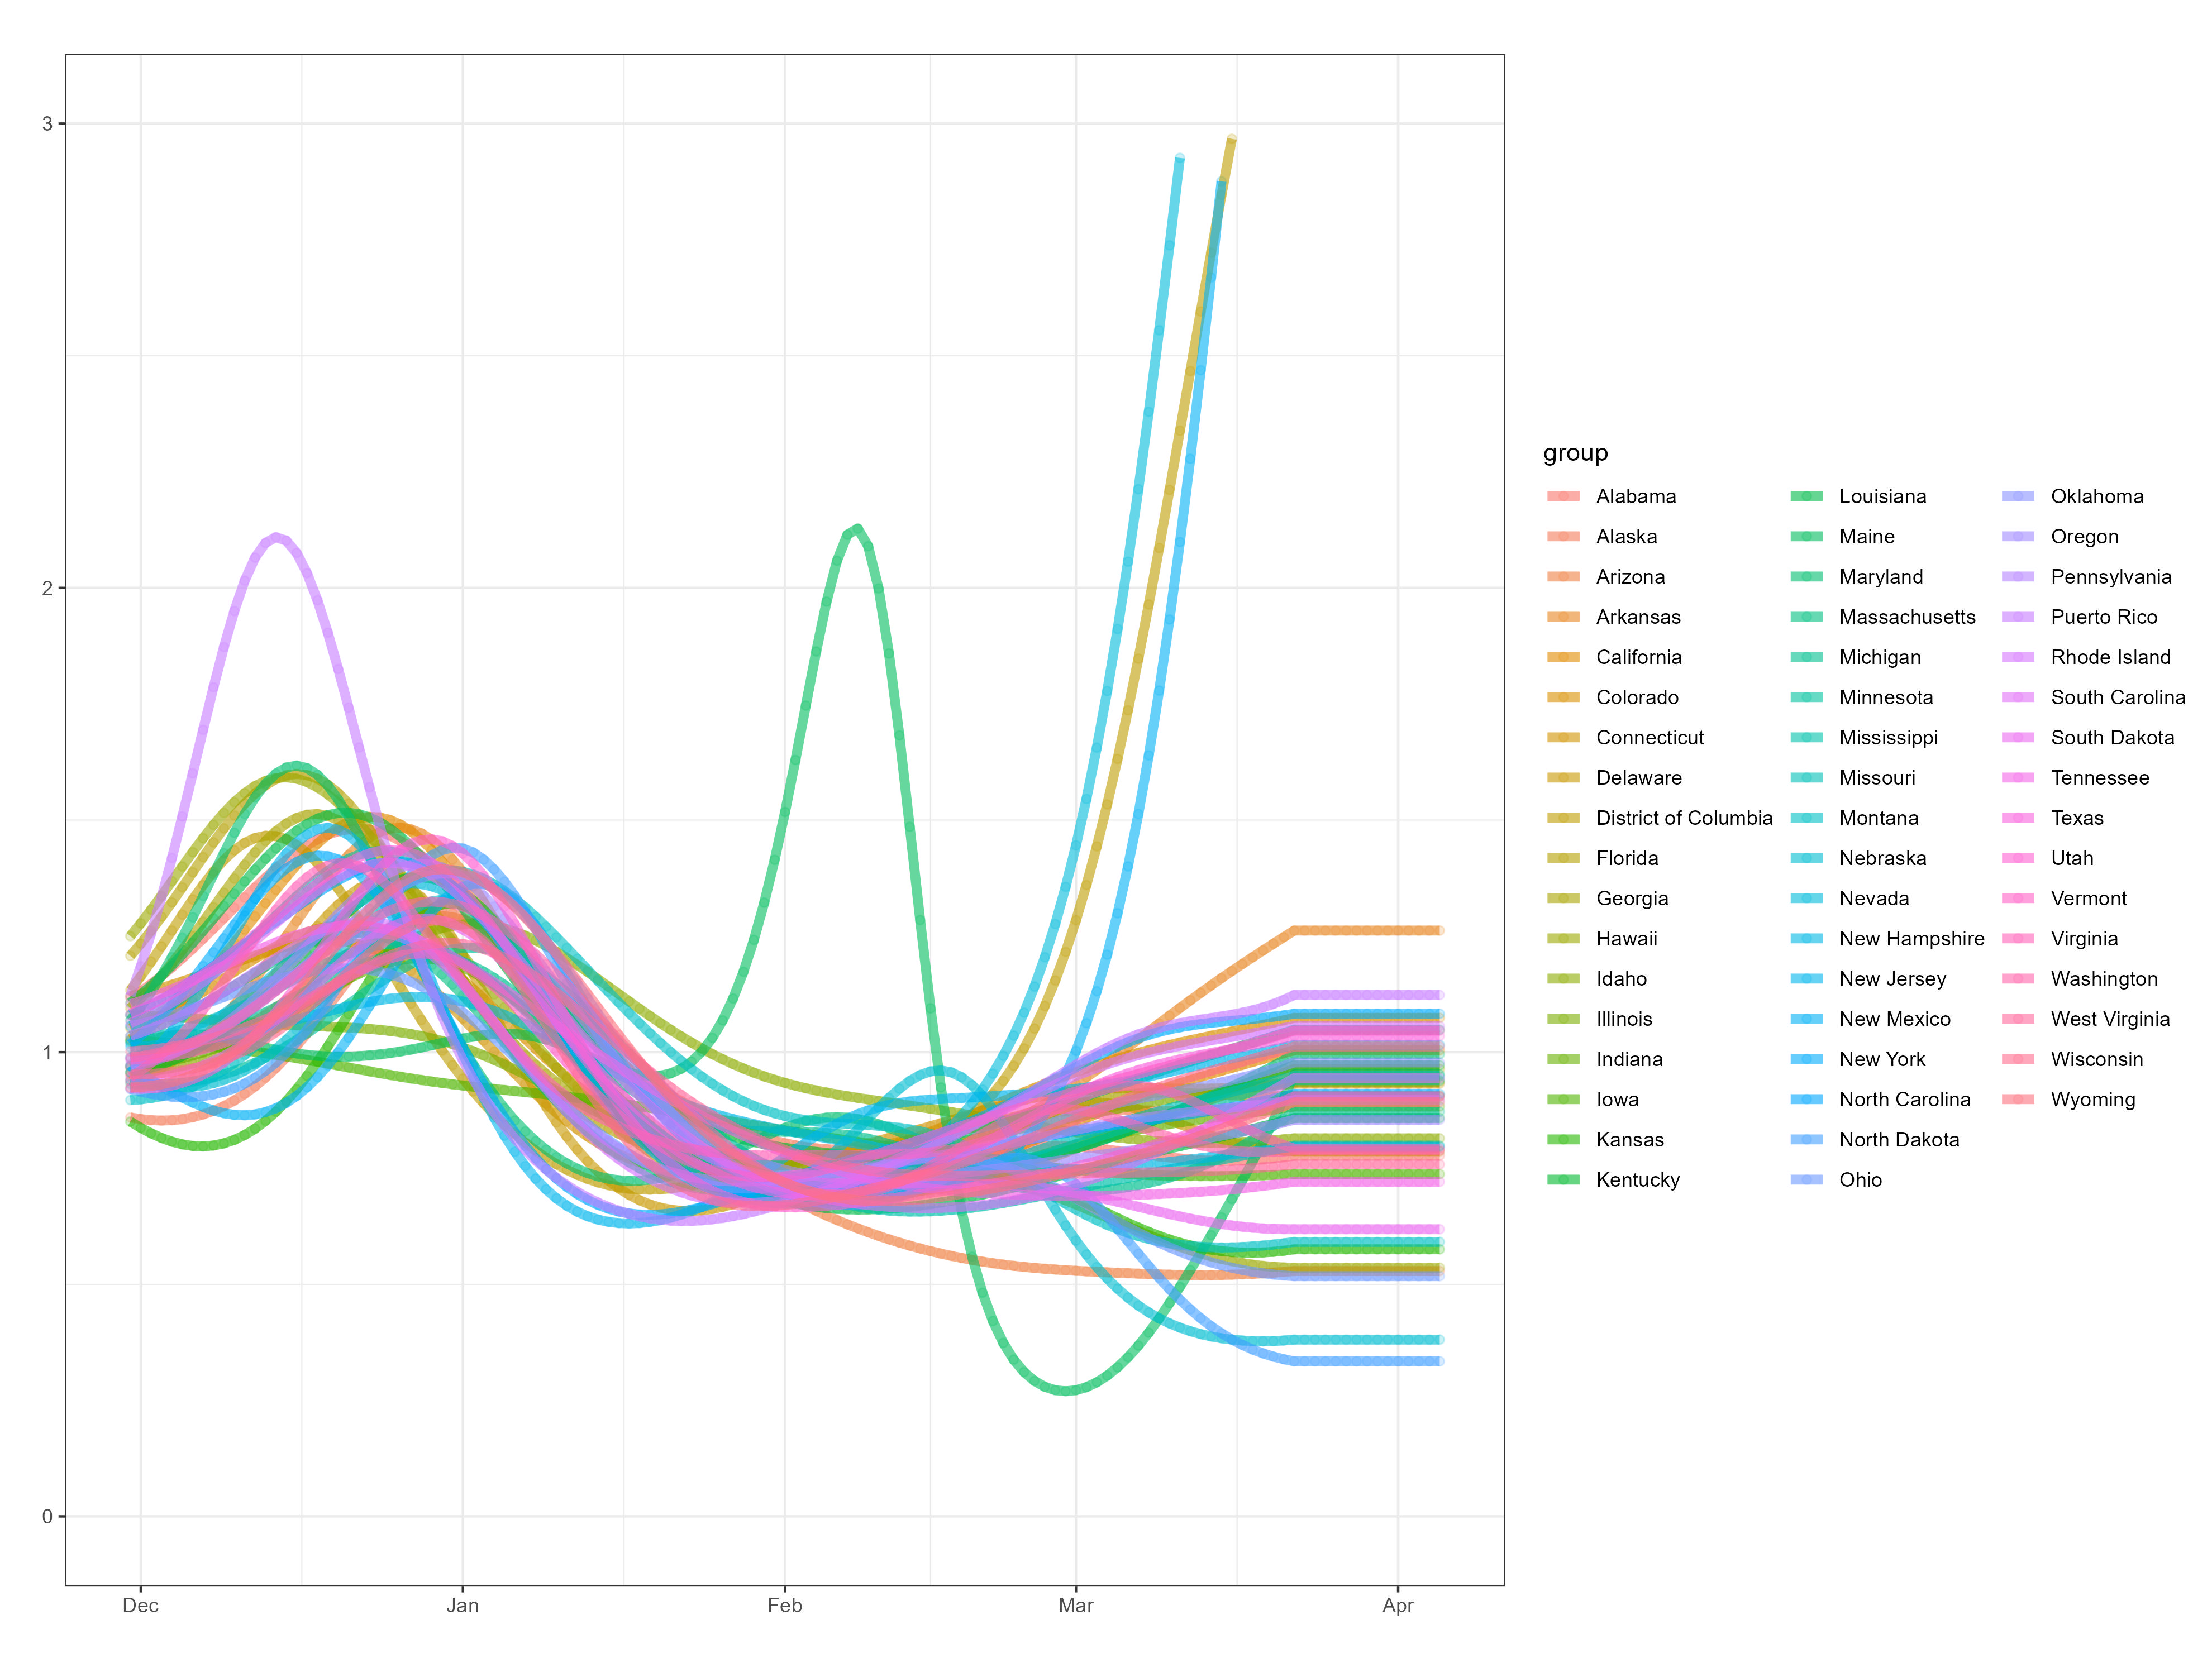 3
2
1
0
Dec
Jan
Feb
Mar
Apr
group
Alabama
Alaska
Arizona
Arkansas
California
Colorado
Connecticut
Delaware
District of Columbia
Florida
Georgia
Hawaii
Idaho
Illinois
Indiana
Iowa
Kansas
Kentucky
Louisiana
Maine
Maryland
Massachusetts
Michigan
Minnesota
Mississippi
Missouri
Montana
Nebraska
Nevada
New Hampshire
New Jersey
New Mexico
New York
North Carolina
North Dakota
Ohio
Oklahoma
Oregon
Pennsylvania
Puerto Rico
Rhode Island
South Carolina
South Dakota
Tennessee
Texas
Utah
Vermont
Virginia
Washington
West Virginia
Wisconsin
Wyoming